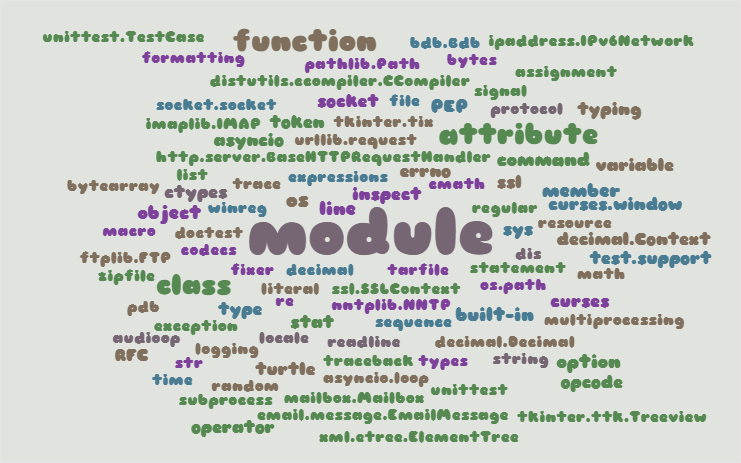 unittest.TestCase function bdb.Bdb ipaddress.IPv6Network
formatting pathlib.Path bytes
distutils.ccompiler.CCompiler assignment
signal
socket.socket socket file PEP protocol typing
imaplib.IMAP token tkinter.tix attribute
asyncio urllib.request
http.server.BaseHTTPRequestHandler command variable
list expressions errno
bytearray ctypes trace inspect cmath ssl member
object winreg os line regular curses.window
macro doctest module sys resource
decimal.Context
ftplib.FTP codecs dis test.support
zipfile fixer decimal tarfile statement math
class literal ssl.SSLContext os.path
pdb type re nntplib.NNTP built-in curses
exception stat sequence multiprocessing
audioop locale readline decimal.Decimal
RFC logging
str turtle traceback types string option
time random asyncio.loop opcode
subprocess mailbox.Mailbox unittest
email.message.EmailMessage tkinter.ttk.Treeview
operator xml.etree.ElementTree